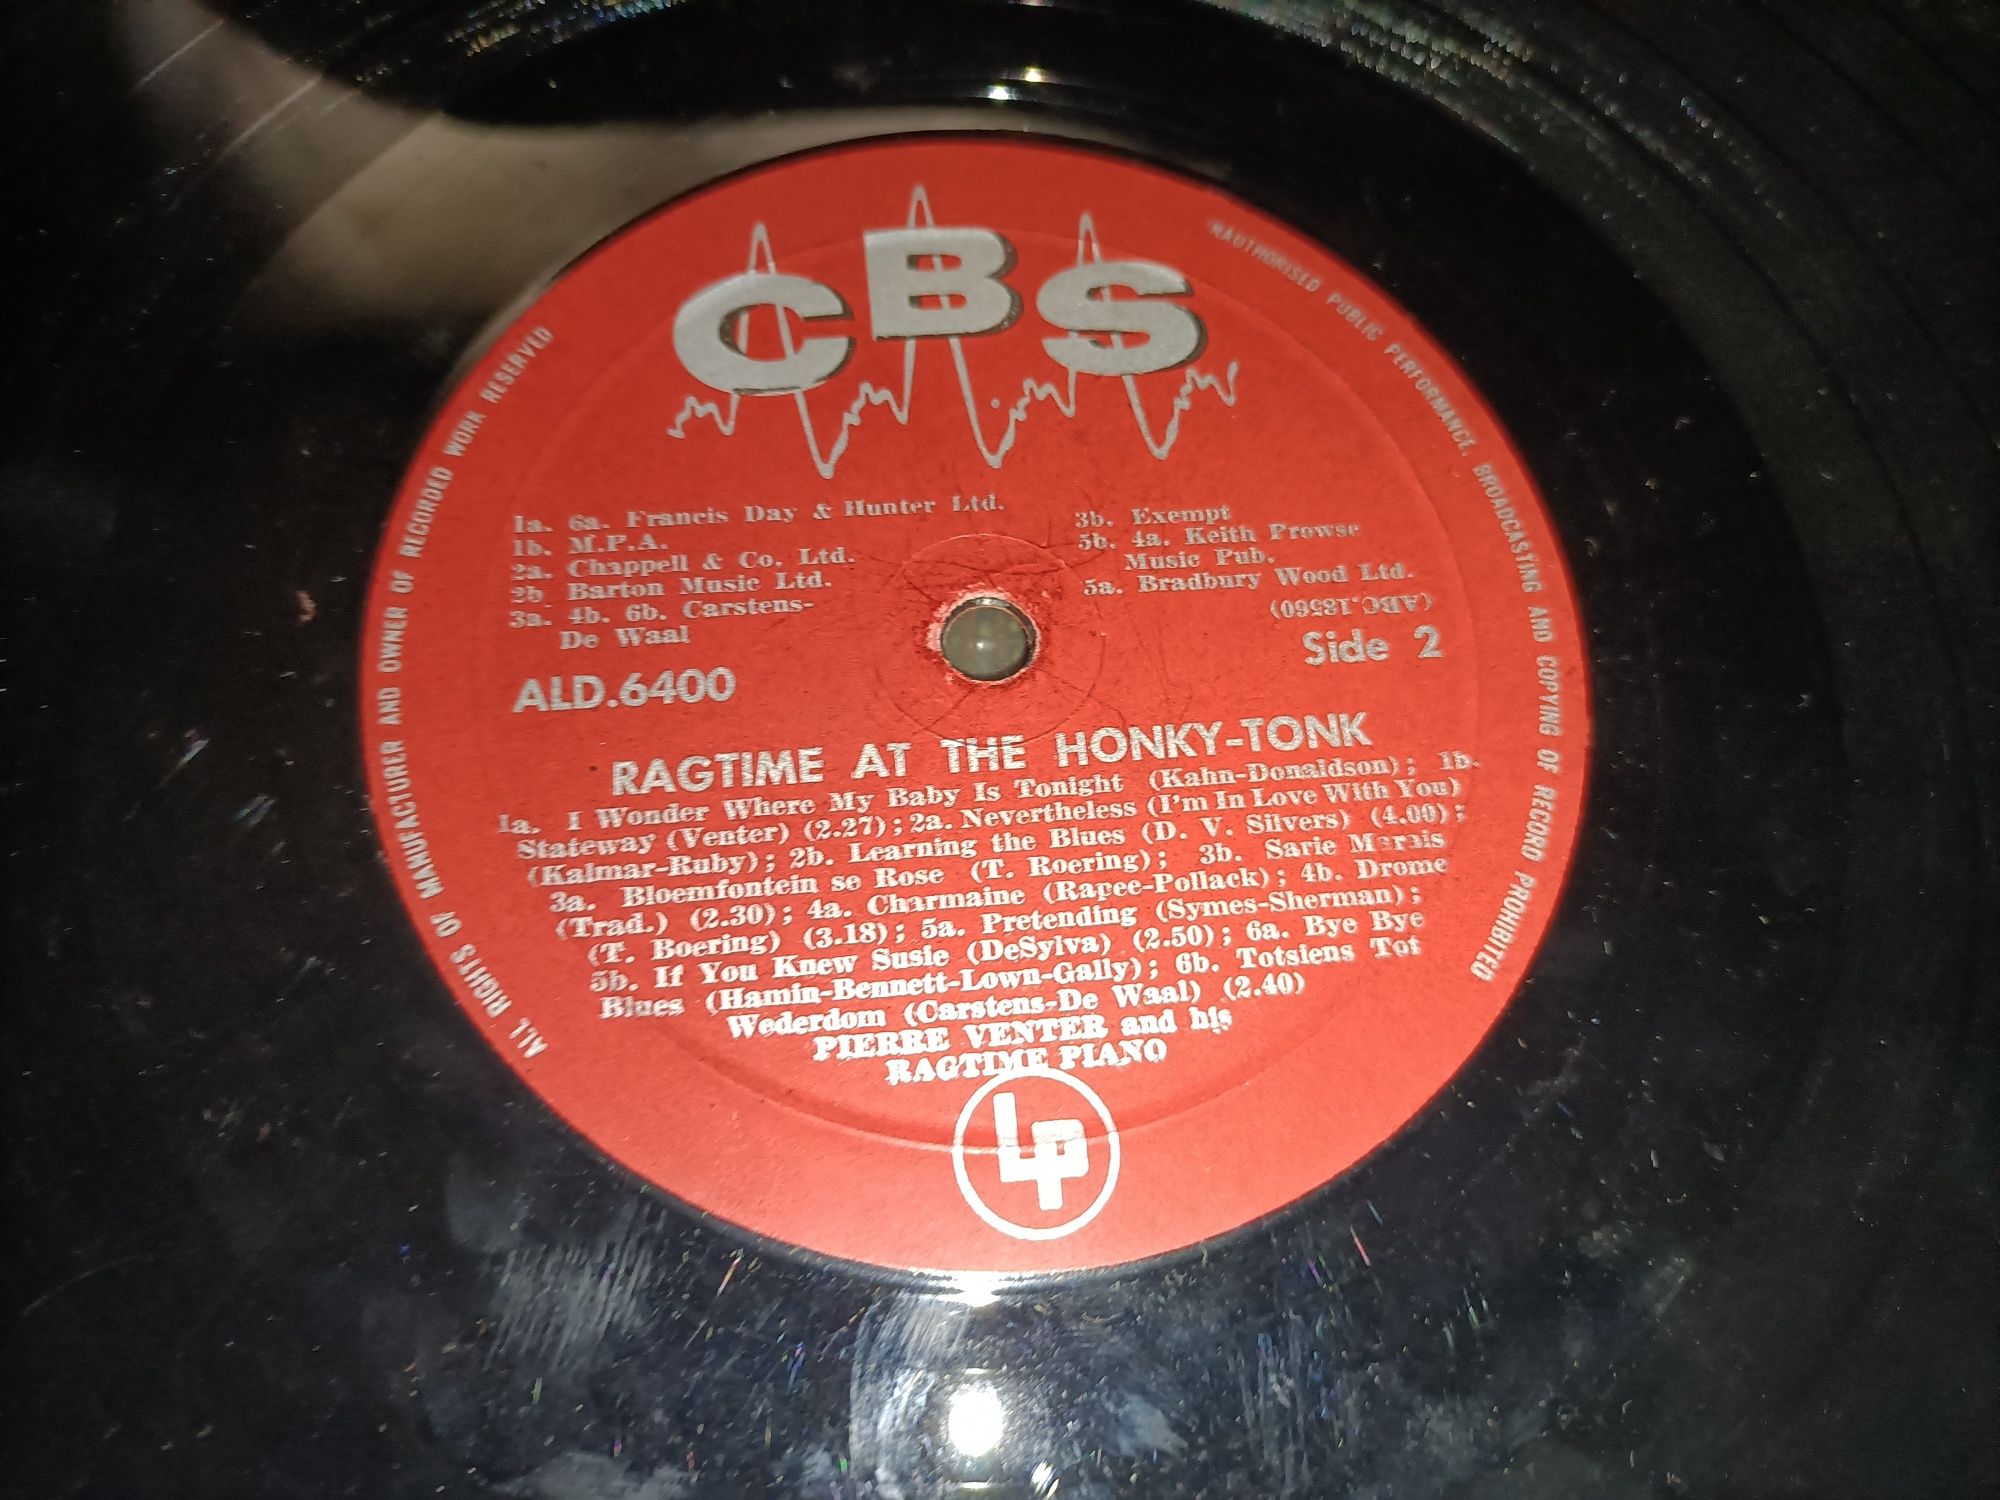 CBS
ALL RIGHTS OF MANUFACTURER AND OWNER OF RECORDED WORK RESERVED
NAUTHORISED PUBLIC PERFORMANCE, BROADCASTING AND COPYING OF RECORD PROHIBITED
1a. 6a. Francis Day & Hunter Ltd.
1b. M.P.A.
2a. Chappell & Co. Ltd.
2b Barton Music Ltd.
3a. 4b. 6b. Carstens-
De Waal
3b. Exempt
5b. 4a. Keith Prowse
Music Pub.
5a. Bradbury Wood Ltd.
(ABC.18560)
ALD.6400
Side 2
RAGTIME AT THE HONKY-TONK
1a. I Wonder Where My Baby Is Tonight (Kahn-Donaldson); 1b.
Stateway (Venter) (2.27); 2a. Nevertheless (I'm In Love With You)
(Kalmar-Ruby); 2b. Learning the Blues (D. V. Silvers) (4.00);
3a. Bloemfontein se Rose (T. Roering); 3b. Sarie Marais
(Trad.) (2.30); 4a. Charmaine (Rapee-Pollack); 4b. Drome
(T. Boering) (3.18); 5a. Pretending (Symes-Sherman);
5b. If You Knew Susie (DeSylva) (2.50); 6a. Bye Bye
Blues (Hamin-Bennett-Lown-Gally); 6b. Totsiens Tot
Wederdom (Carstens-De Waal) (2.40)
PIERRE VENTER and his
RAGTIME PIANO
LP